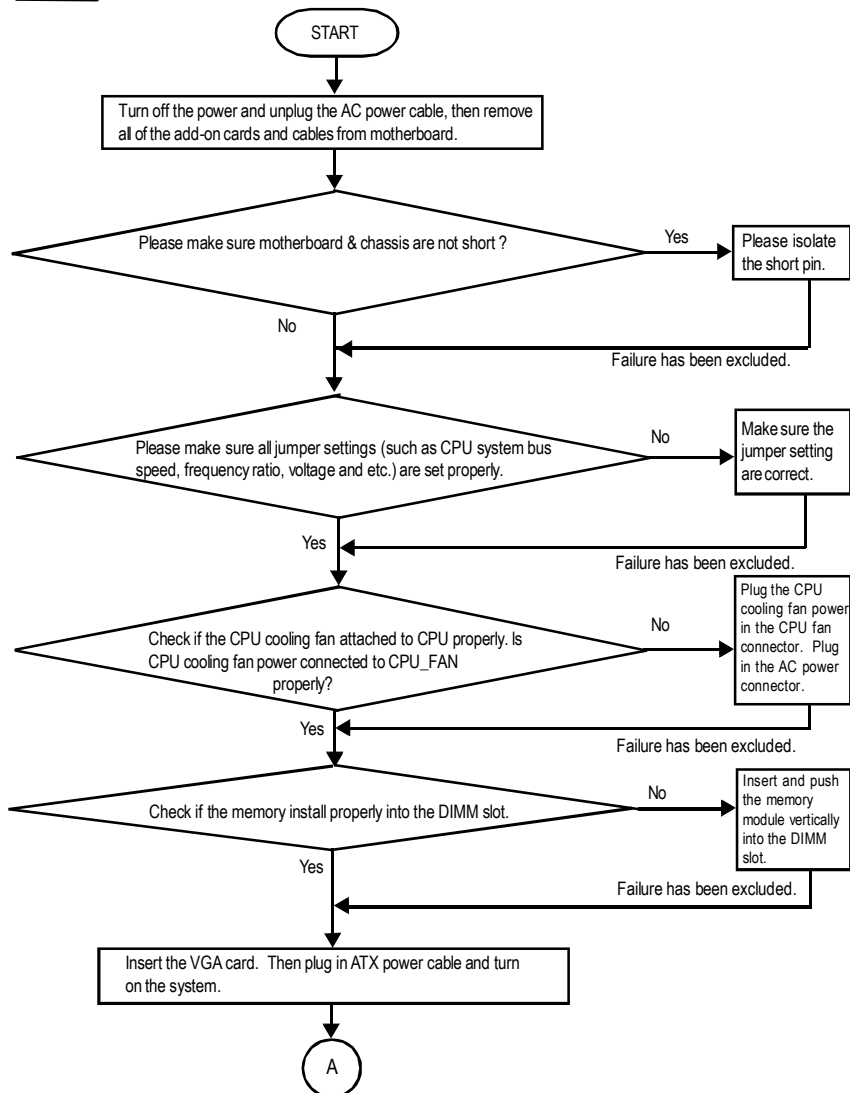 START
Turn off the power and unplug the AC power cable, then remove
all of the add-on cards and cables from motherboard.
Please make sure motherboard & chassis are not short ?
Yes
Please isolate
the short pin.
No
Failure has been excluded.
Please make sure all jumper settings (such as CPU system bus
speed, frequency ratio, voltage and etc.) are set properly.
No
Make sure the
jumper setting
are correct.
Yes
Failure has been excluded.
Check if the CPU cooling fan attached to CPU properly. Is
CPU cooling fan power connected to CPU_FAN
properly?
No
Plug the CPU
cooling fan power
in the CPU fan
connector. Plug
in the AC power
connector.
Yes
Failure has been excluded.
Check if the memory install properly into the DIMM slot.
No
Insert and push
the memory
module vertically
into the DIMM
slot.
Yes
Failure has been excluded.
Insert the VGA card. Then plug in ATX power cable and turn
on the system.
A